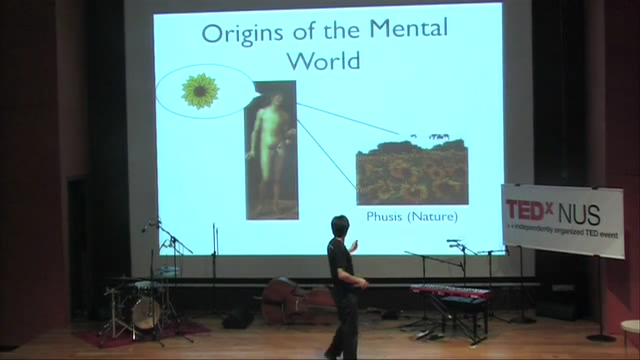 Origins of the Mental
World
Phusis (Nature)
TEDx NUS
x = independently organized TED event